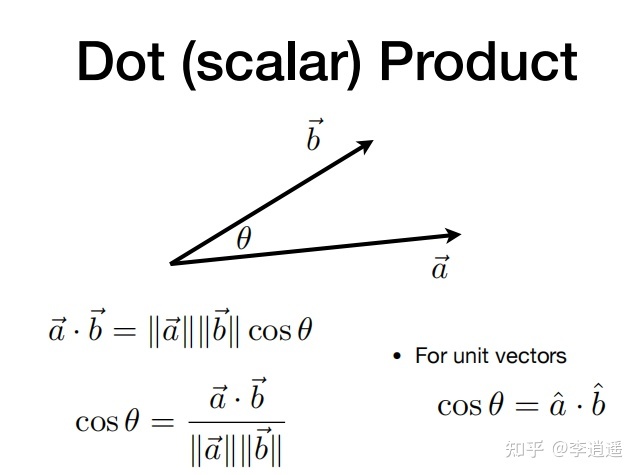 Dot (scalar) Product
$\vec{b}$
$\theta$
$\vec{a}$
$\vec{a} \cdot \vec{b} = \|\vec{a}\| \|\vec{b}\| \cos\theta$
$\cos\theta = \frac{\vec{a} \cdot \vec{b}}{\|\vec{a}\| \|\vec{b}\|}$
• For unit vectors
$\cos\theta = \hat{a} \cdot \hat{b}$
知乎 @李逍遥